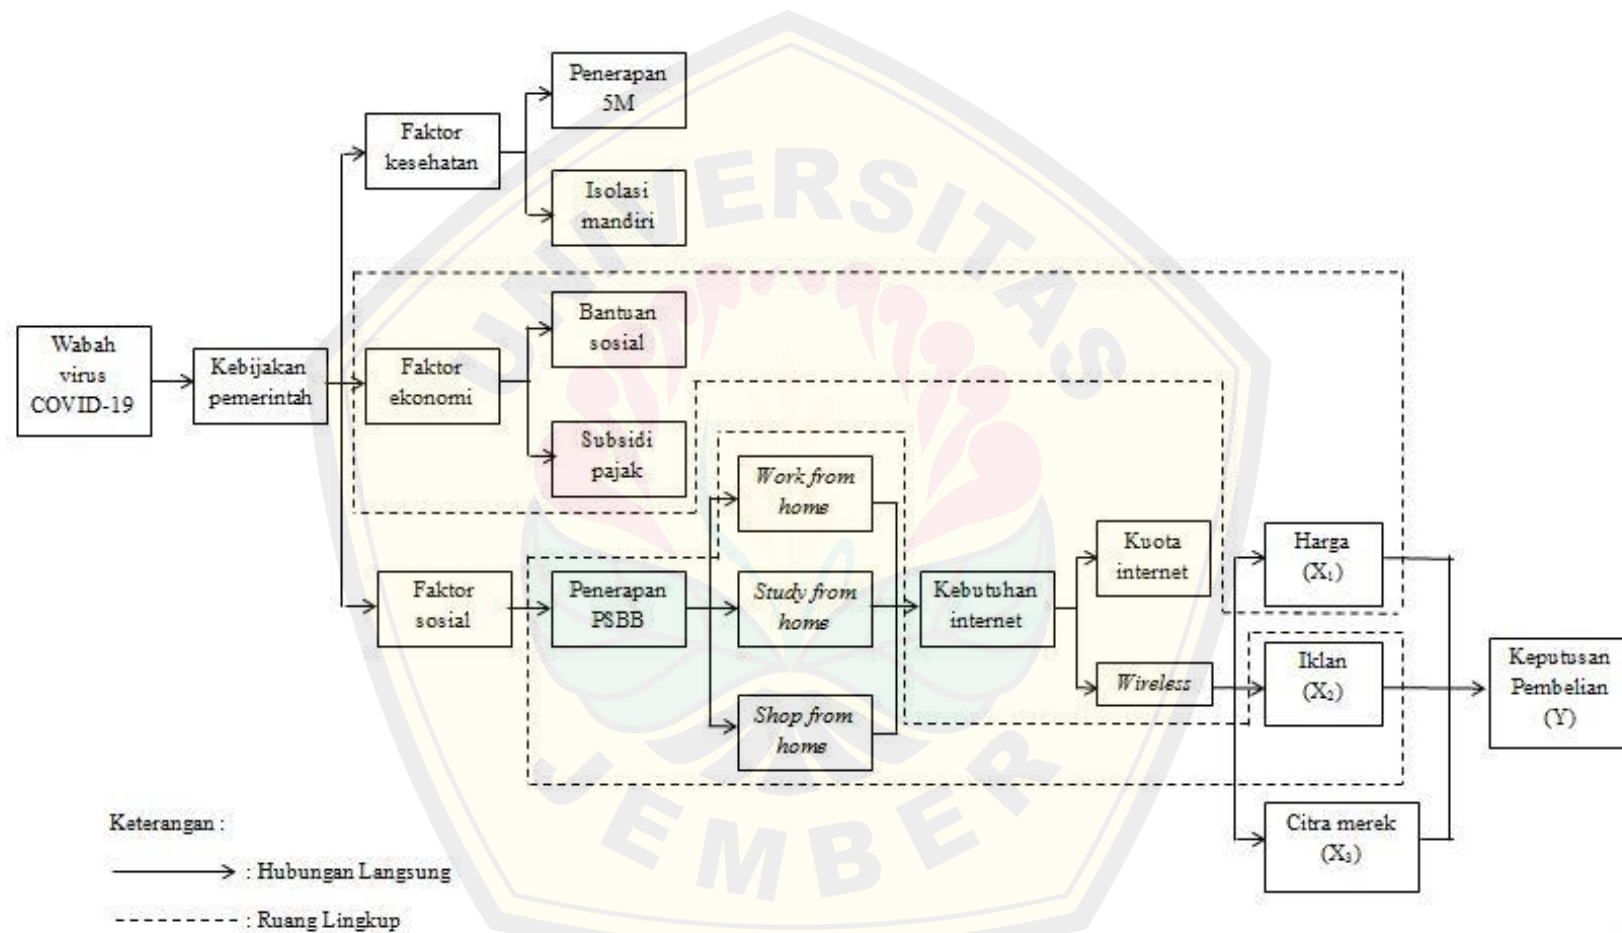 UNIVERSITAS
JEMBER
Penerapan
5M
Faktor
kesehatan
Isolasi
mandiri
Wabah
virus
COVID-19
Kebijakan
pemerintah
Faktor
ekonomi
Bantuan
sosial
Subsidi
pajak
Faktor
sosial
Penerapan
PSBB
Work from
home
Study from
home
Shop from
home
Kebutuhan
internet
Kuota
internet
Wireless
Harga
(X₁)
Iklan
(X₂)
Citra merek
(X₃)
Keputusan
Pembelian
(Y)
Keterangan :
: Hubungan Langsung
: Ruang Lingkup